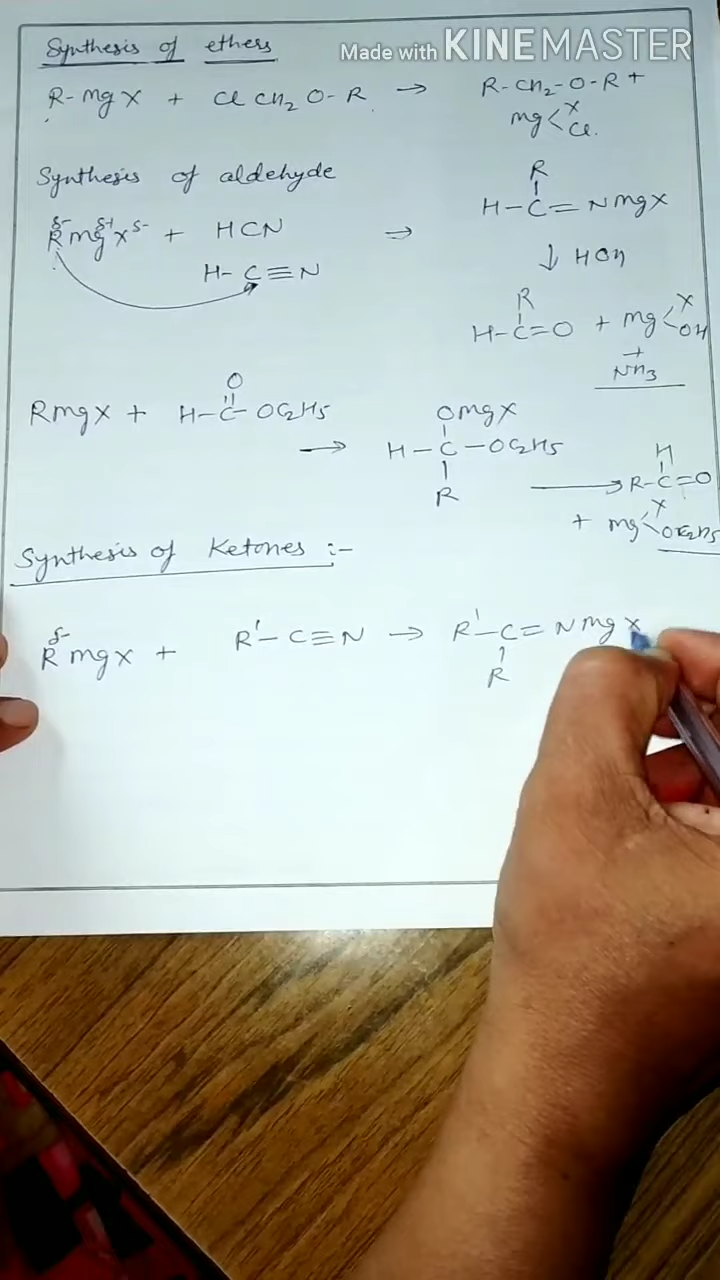 Synthesis of ethers
Made with KINEMASTER
R-MgX + ClCH2O-R → R-CH2-O-R +
Mg<X Cl.
Synthesis of aldehyde
R
H-C=NMgX
δ- δ+ δ-
RMgX + HCN →
↓ HOH
H-C≡N
R
H-C=O + Mg<X OH
+
NH3
O
RMgX + H-C-OC2H5 →
OMgX
H-C-OC2H5
R
→
H
R-C=O
+ Mg<X OC2H5
Synthesis of Ketones :-
δ-
RMgX + R'-C≡N → R'-C=NMgX
R